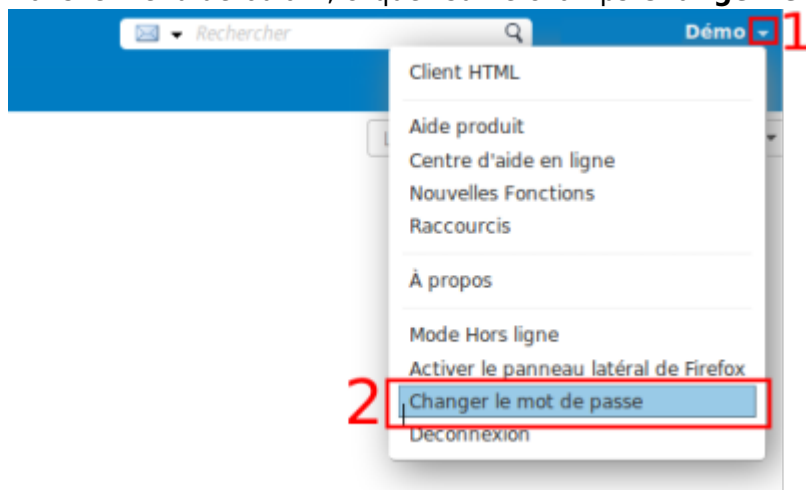 Rechercher
Démo
1
Client HTML
Aide produit
Centre d'aide en ligne
Nouvelles Fonctions
Raccourcis
À propos
Mode Hors ligne
Activer le panneau latéral de Firefox
2
Changer le mot de passe
Déconnexion